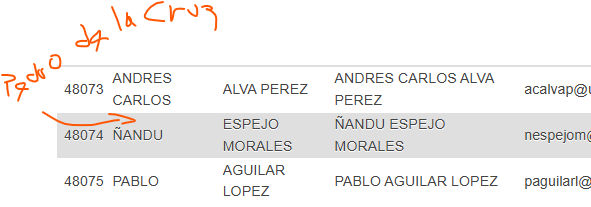 Pedro de la Cruz
48073 ANDRES CARLOS ALVA PEREZ ANDRES CARLOS ALVA PEREZ acalvap@u
48074 ÑANDU ESPEJO MORALES ÑANDU ESPEJO MORALES nespejom@
48075 PABLO AGUILAR LOPEZ PABLO AGUILAR LOPEZ paguilarl@